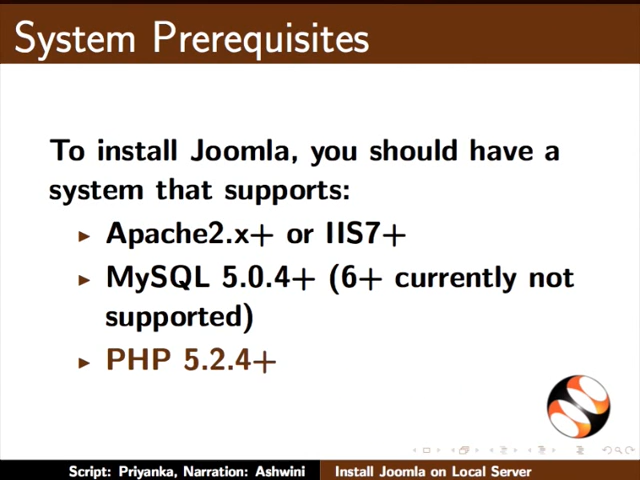 System Prerequisites
To install Joomla, you should have a
system that supports:
Apache2.x+ or IIS7+
MySQL 5.0.4+ (6+ currently not
supported)
PHP 5.2.4+
Script: Priyanka, Narration: Ashwini Install Joomla on Local Server